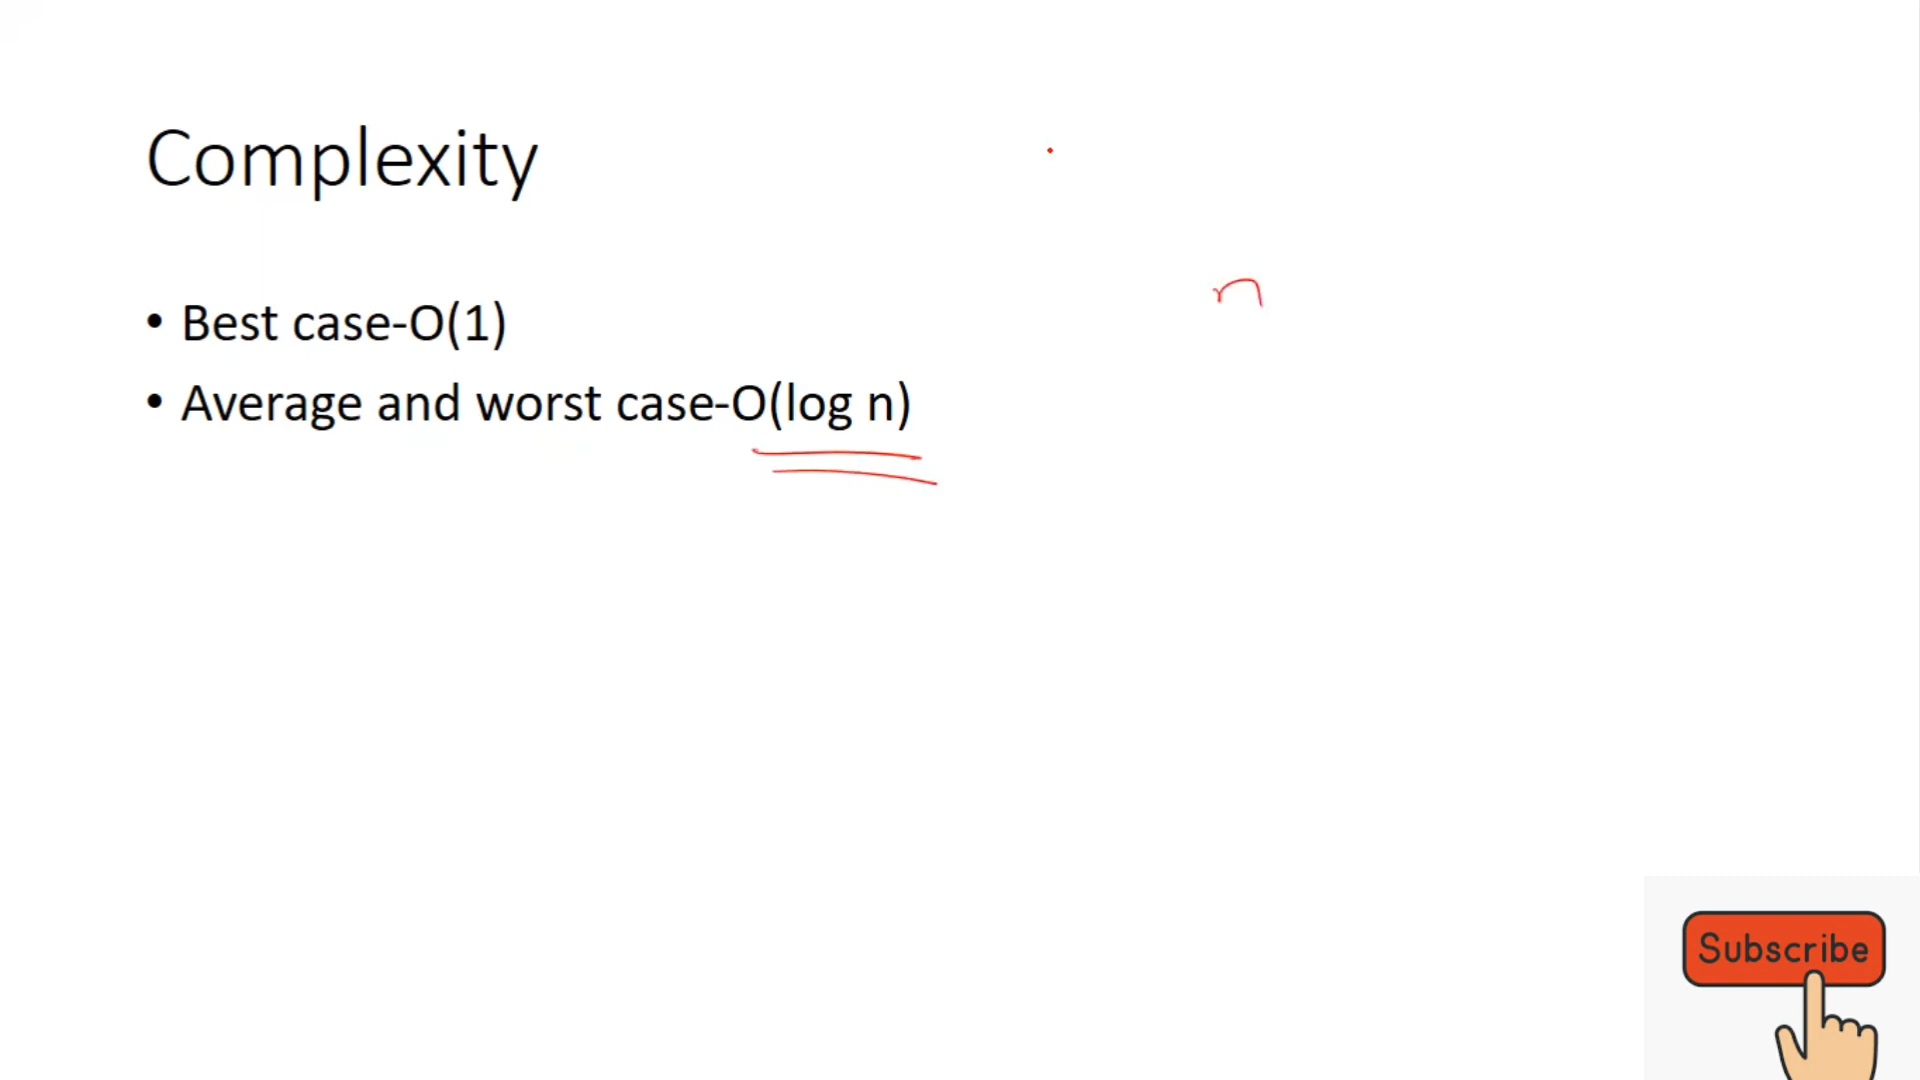 Complexity
n
• Best case-O(1)
• Average and worst case-O(log n)
Subscribe